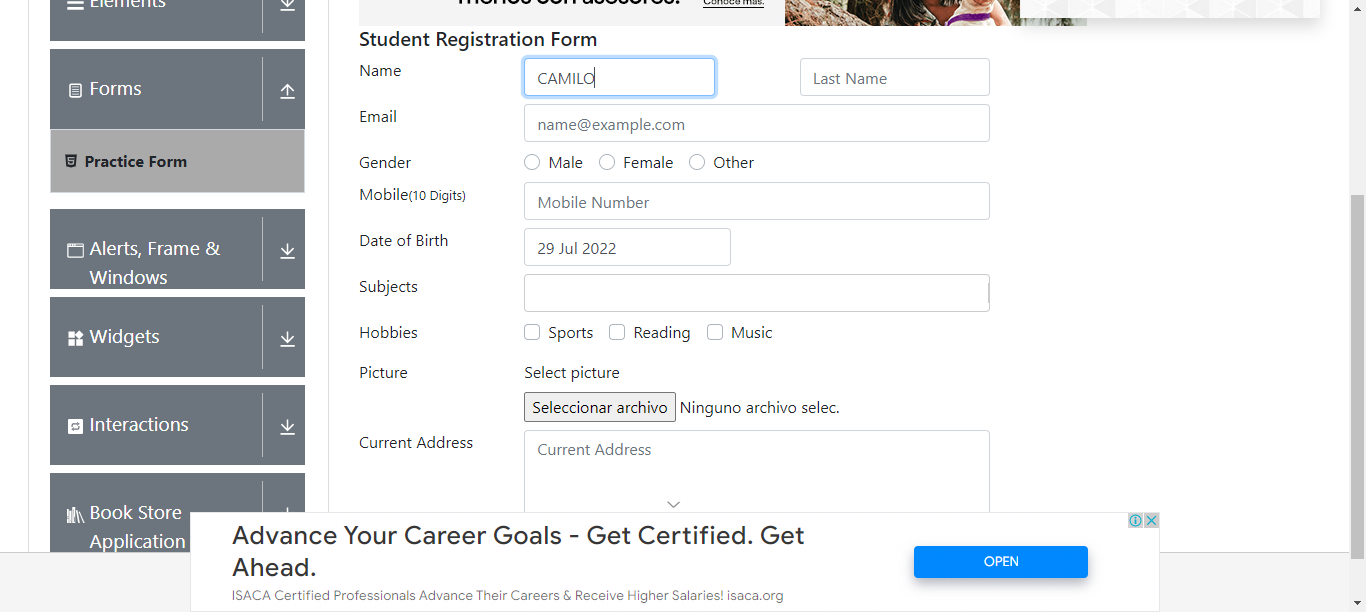 Elements
menos con asesores.
Conoce más.
Student Registration Form
Forms
Name
CAMILO
Last Name
Email
name@example.com
Practice Form
Gender
Male
Female
Other
Mobile(10 Digits)
Mobile Number
Alerts, Frame &
Windows
Date of Birth
29 Jul 2022
Subjects
Widgets
Hobbies
Sports
Reading
Music
Picture
Select picture
Seleccionar archivo
Ninguno archivo selec.
Interactions
Current Address
Current Address
Book Store
Application
Advance Your Career Goals - Get Certified. Get
Ahead.
OPEN
ISACA Certified Professionals Advance Their Careers & Receive Higher Salaries! isaca.org